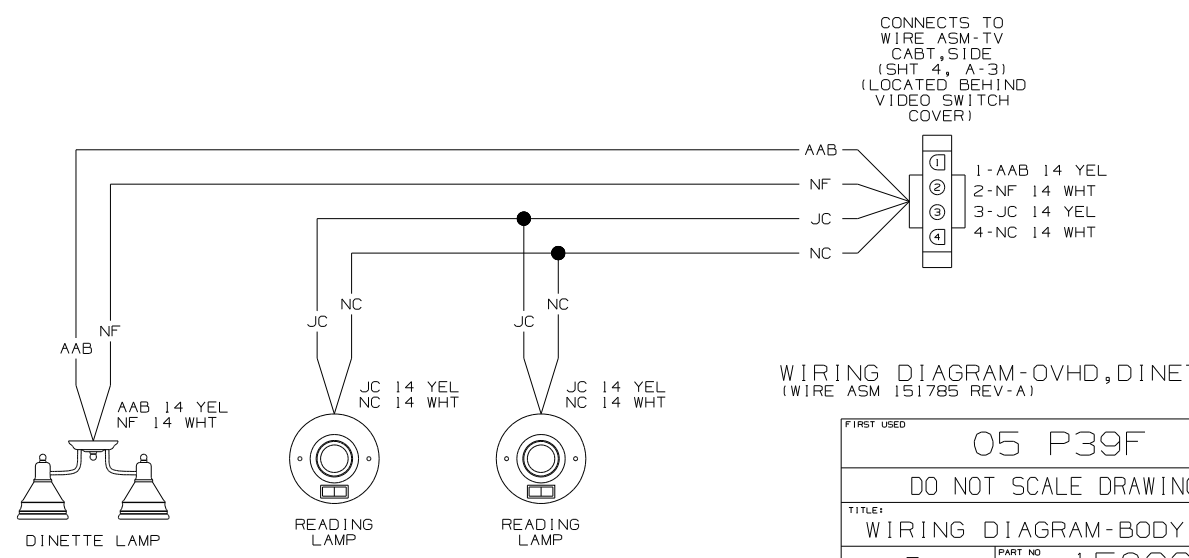 CONNECTS TO
WIRE ASM-TV
CABT,SIDE
(SHT 4, A-3)
(LOCATED BEHIND
VIDEO SWITCH
COVER)
AAB
NF
JC
NC
1
2
3
4
1-AAB 14 YEL
2-NF 14 WHT
3-JC 14 YEL
4-NC 14 WHT
NC
JC
NC
JC
NF
AAB
JC 14 YEL
NC 14 WHT
JC 14 YEL
NC 14 WHT
AAB 14 YEL
NF 14 WHT
READING
LAMP
READING
LAMP
DINETTE LAMP
WIRING DIAGRAM-OVHD,DINET
(WIRE ASM 151785 REV-A)
FIRST USED
05 P39F
DO NOT SCALE DRAWING
TITLE:
WIRING DIAGRAM-BODY
PART NO